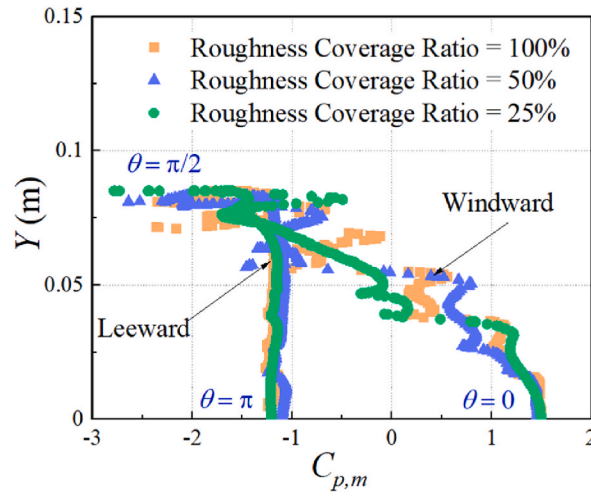 0.15
Roughness Coverage Ratio = 100%
Roughness Coverage Ratio = 50%
Roughness Coverage Ratio = 25%
0.1
θ = π/2
Windward
Y (m)
0.05
Leeward
θ = π
θ = 0
0
-3 -2 -1 0 1 2
Cp,m